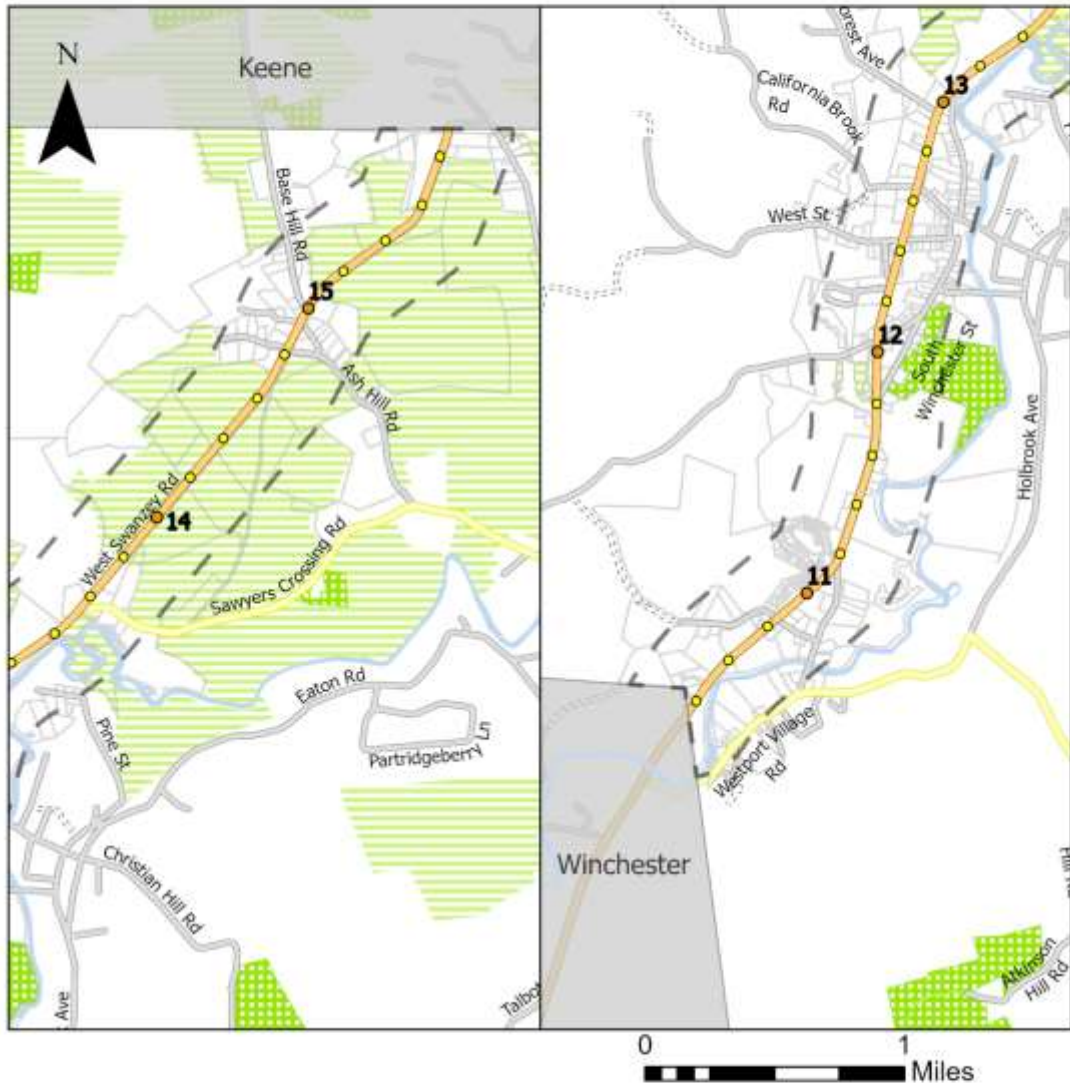 Keene
N
Base Hill Rd
15
Ash Hill Rd
West Swanzey Rd
14
Sawyers Crossing Rd
Eaton Rd
Pine St
Partridgeberry Ln
Christian Hill Rd
Ave
Talbot
orest Ave
13
California Brook
Rd
West St
12
South
Winchester St
Holbrook Ave
11
Westport Village
Rd
Winchester
Atkinson
Hill Rd
0
1
Miles